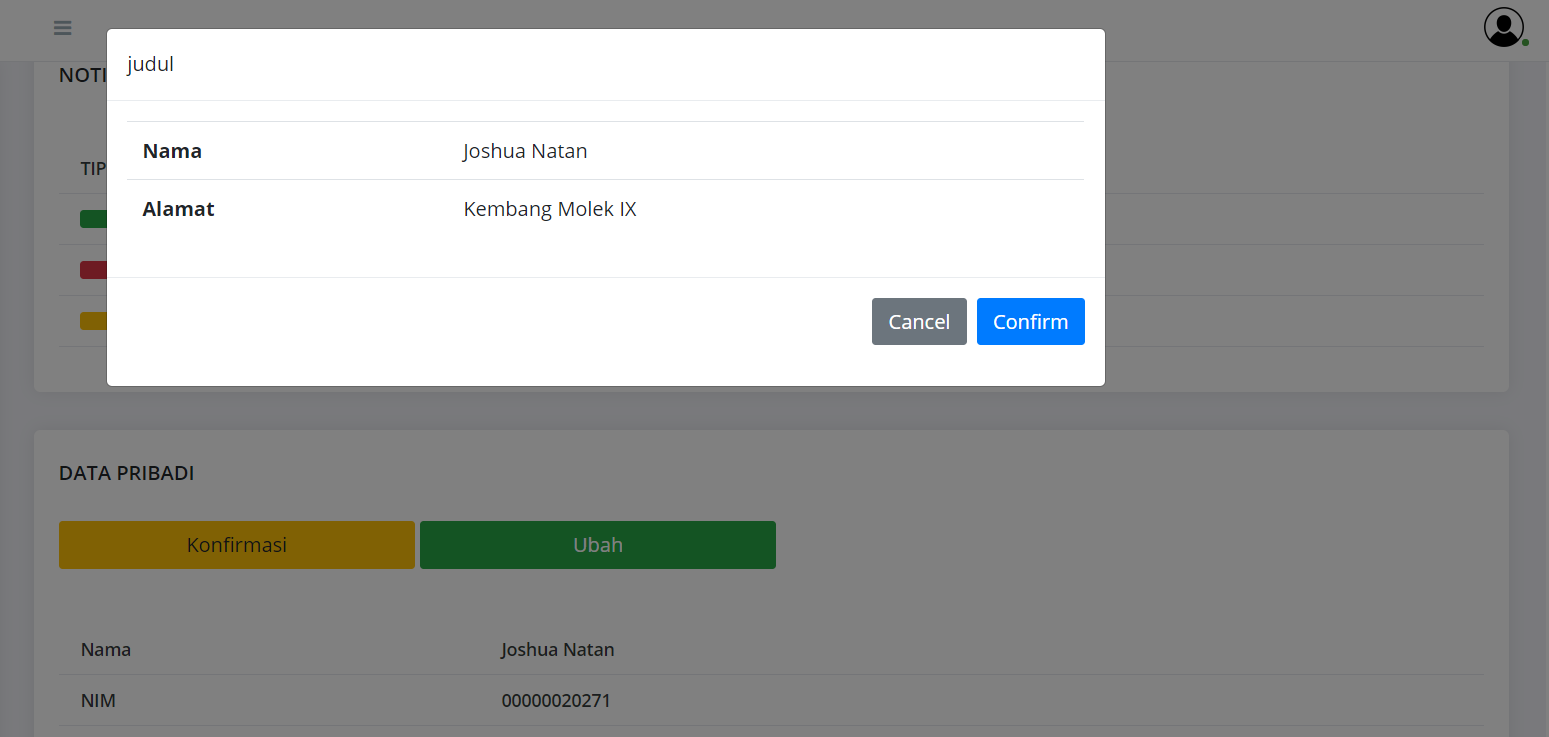 judul
NOTI
TIP
Nama Joshua Natan
Alamat Kembang Molek IX
Cancel Confirm
DATA PRIBADI
Konfirmasi Ubah
Nama Joshua Natan
NIM 00000020271